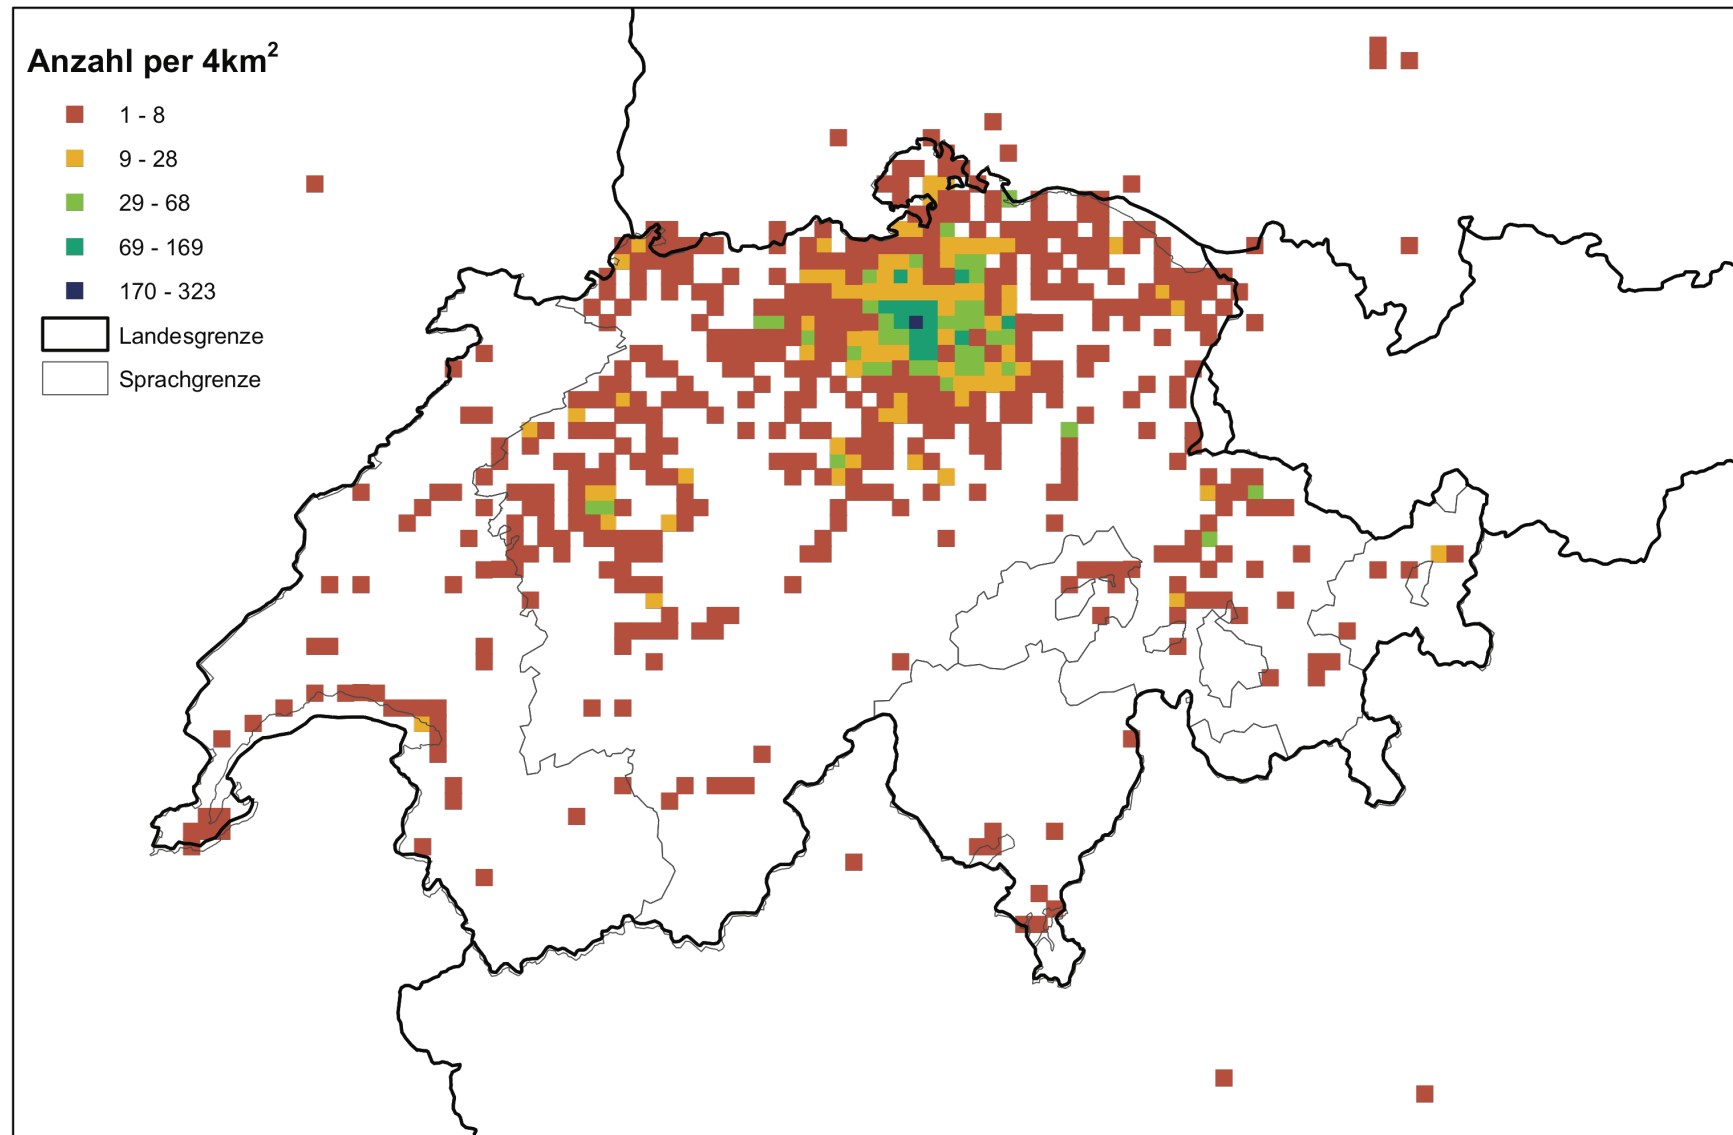 Anzahl per 4km²
1 - 8
9 - 28
29 - 68
69 - 169
170 - 323
Landesgrenze
Sprachgrenze